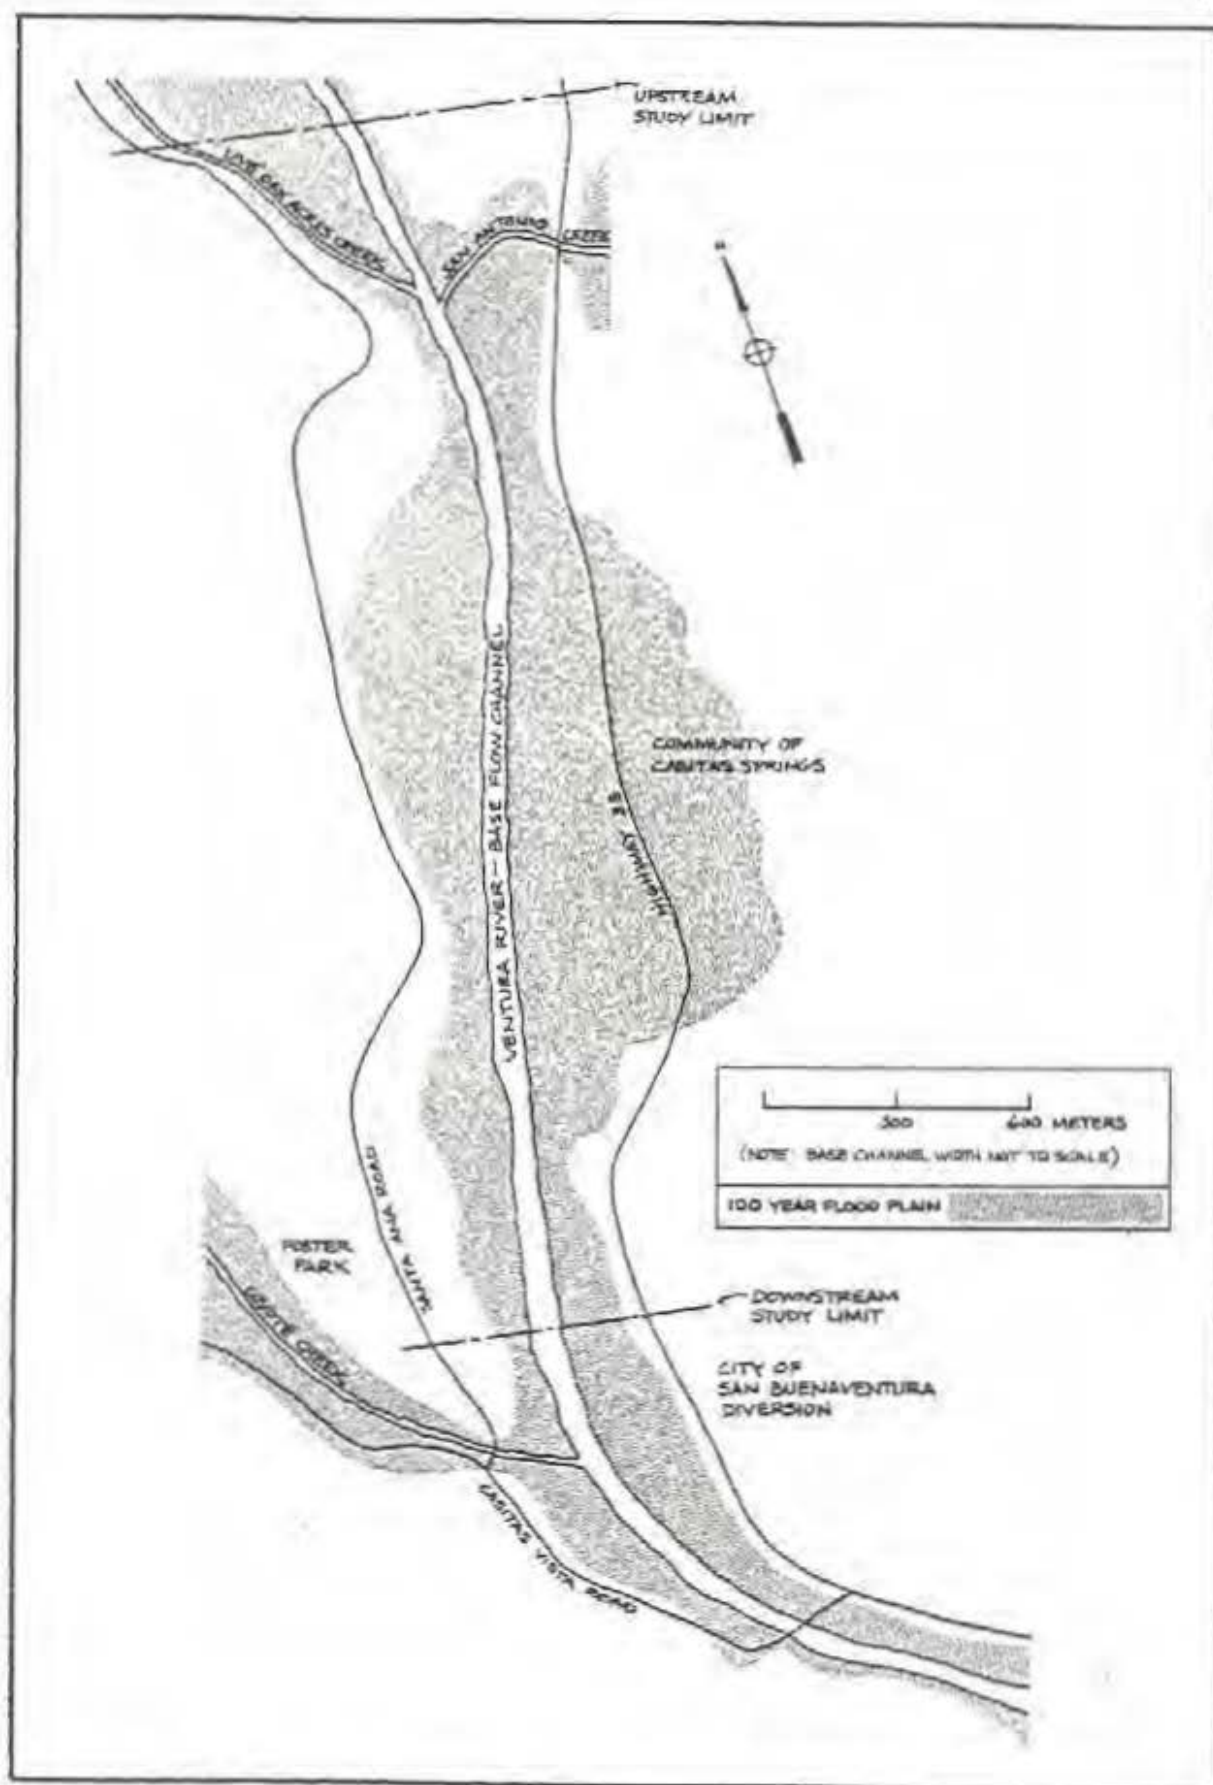 UPSTREAM
STUDY LIMIT
LIVE OAK ACRES CREEK
SAN ANTONIO CREEK
N
VENTURA RIVER — BASE FLOW CHANNEL
COMMUNITY OF
CASITAS SPRINGS
HIGHWAY 33
300 600 METERS
(NOTE: BASE CHANNEL WIDTH NOT TO SCALE)
100 YEAR FLOOD PLAIN
SANTA ANA ROAD
FOSTER
PARK
COYOTE CREEK
DOWNSTREAM
STUDY LIMIT
CITY OF
SAN BUENAVENTURA
DIVERSION
CASITAS VISTA ROAD